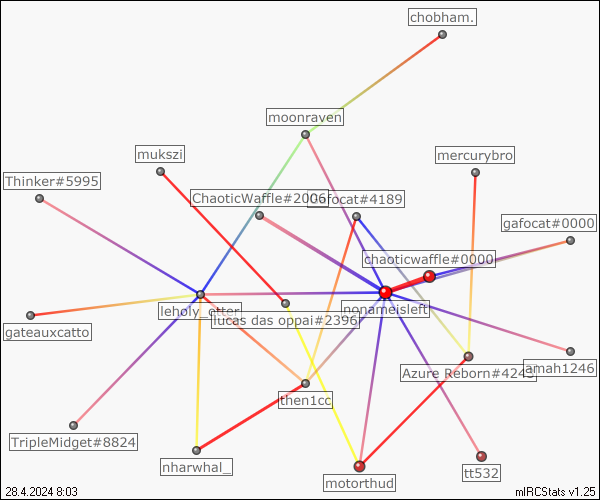 chobham.
moonraven
mukszi
mercurybro
Thinker#5995
ChaoticWaffle#2006
Gafocat#4189
gafocat#0000
chaoticwaffle#0000
leholy_otter
nonameisleft
lucas das oppai#2396
gateauxcatto
Azure Reborn#4243
amah1246
then1cc
TripleMidget#8824
nharwhal_
tt532
motorthud
28.4.2024 8:03
mIRCStats v1.25